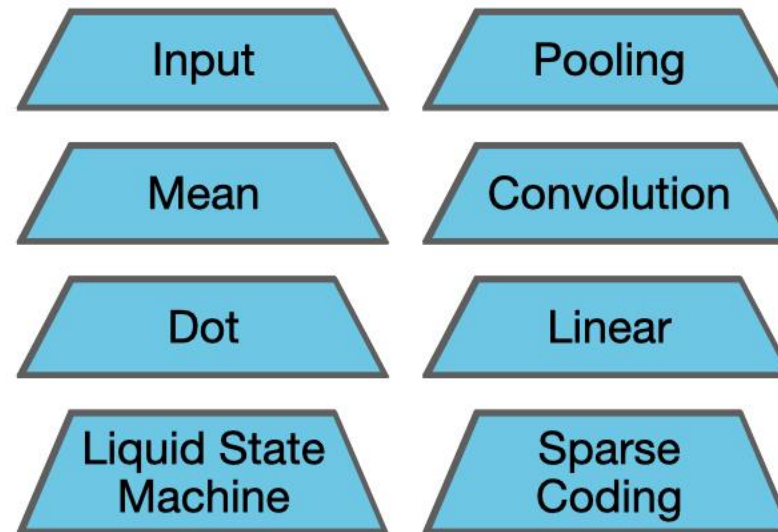 Input
Pooling
Mean
Convolution
Dot
Linear
Liquid State
Machine
Sparse
Coding